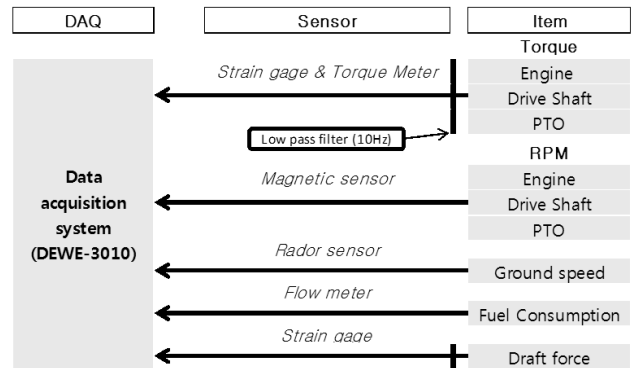 DAQ
Sensor
Item
Torque
Strain gage & Torque Meter
Engine
Drive Shaft
PTO
Low pass filter (10Hz)
RPM
Data
acquisition
system
(DEWE-3010)
Magnetic sensor
Engine
Drive Shaft
PTO
Rador sensor
Ground speed
Flow meter
Fuel Consumption
Strain gage
Draft force